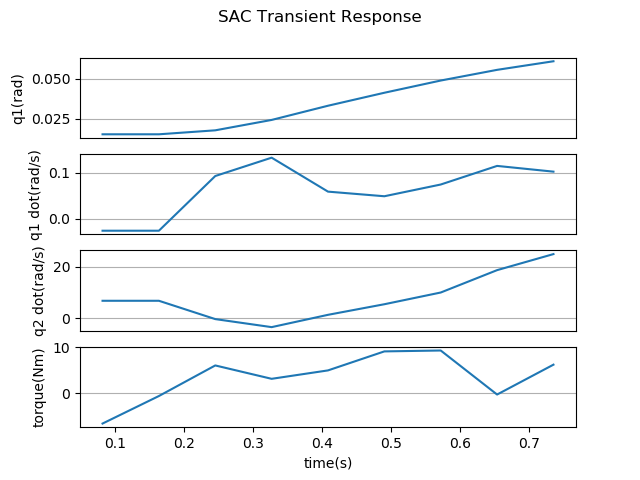 SAC Transient Response
q1(rad)
0.050
0.025
q1 dot(rad/s)
0.1
0.0
q2 dot(rad/s)
20
0
torque(Nm)
10
0
0.1 0.2 0.3 0.4 0.5 0.6 0.7
time(s)